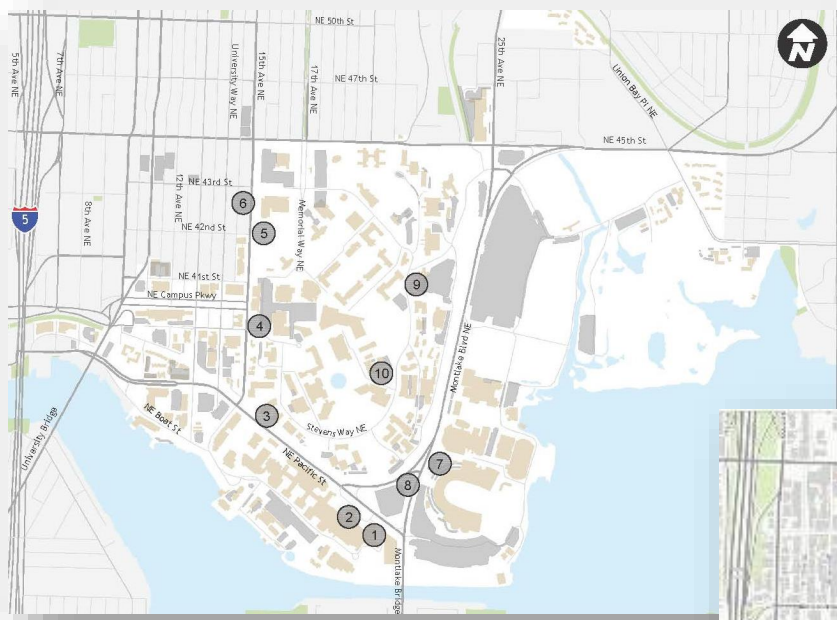 NE 50th St
5th Ave NE
7th Ave NE
University Way NE
15th Ave NE
17th Ave NE
25th Ave NE
NE 47th St
Union Bay Pl NE
N
NE 45th St
12th Ave NE
NE 43rd St
8th Ave NE
6
NE 42nd St
5
Memorial Way NE
5
NE 41st St
9
NE Campus Pkwy
4
Montlake Blvd NE
10
NE Boat St
3
Stevens Way NE
University Bridge
NE Pacific St
7
8
2
1
Montlake Bridge